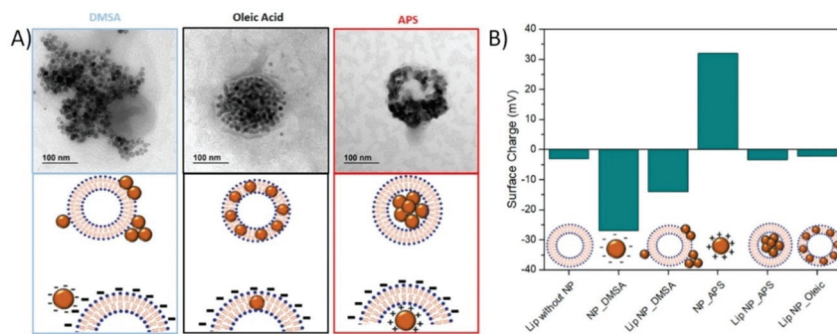 A)
DMSA
Oleic Acid
APS
100 nm
100 nm
100 nm
B)
Surface Charge (mV)
40
30
20
10
0
-10
-20
-30
-40
Lip without NP
NP_DMSA
Lip NP_DMSA
NP_APS
Lip NP_APS
Lip NP_Oleic